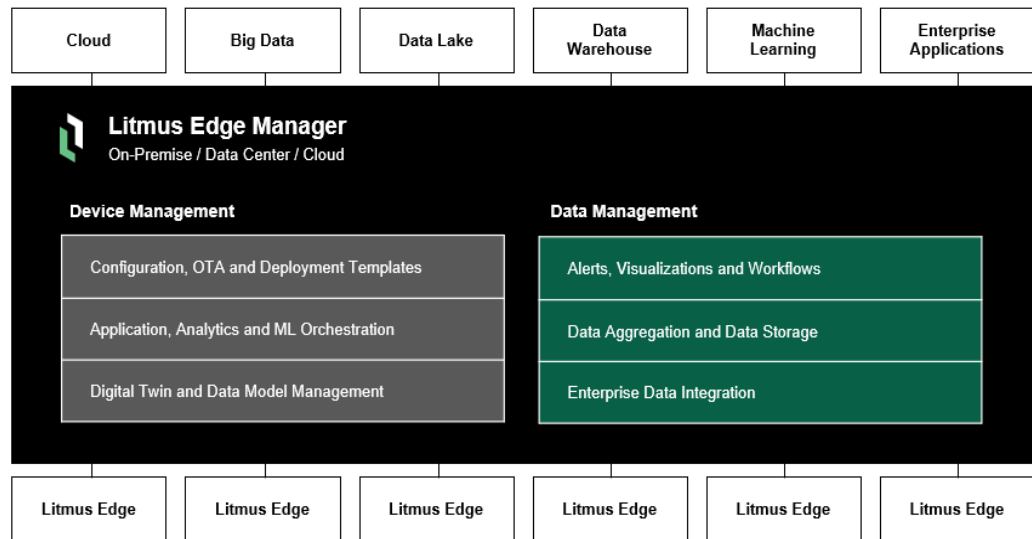 Cloud
Big Data
Data Lake
Data
Warehouse
Machine
Learning
Enterprise
Applications
Litmus Edge Manager
On-Premise / Data Center / Cloud
Device Management
Configuration, OTA and Deployment Templates
Application, Analytics and ML Orchestration
Digital Twin and Data Model Management
Data Management
Alerts, Visualizations and Workflows
Data Aggregation and Data Storage
Enterprise Data Integration
Litmus Edge
Litmus Edge
Litmus Edge
Litmus Edge
Litmus Edge
Litmus Edge